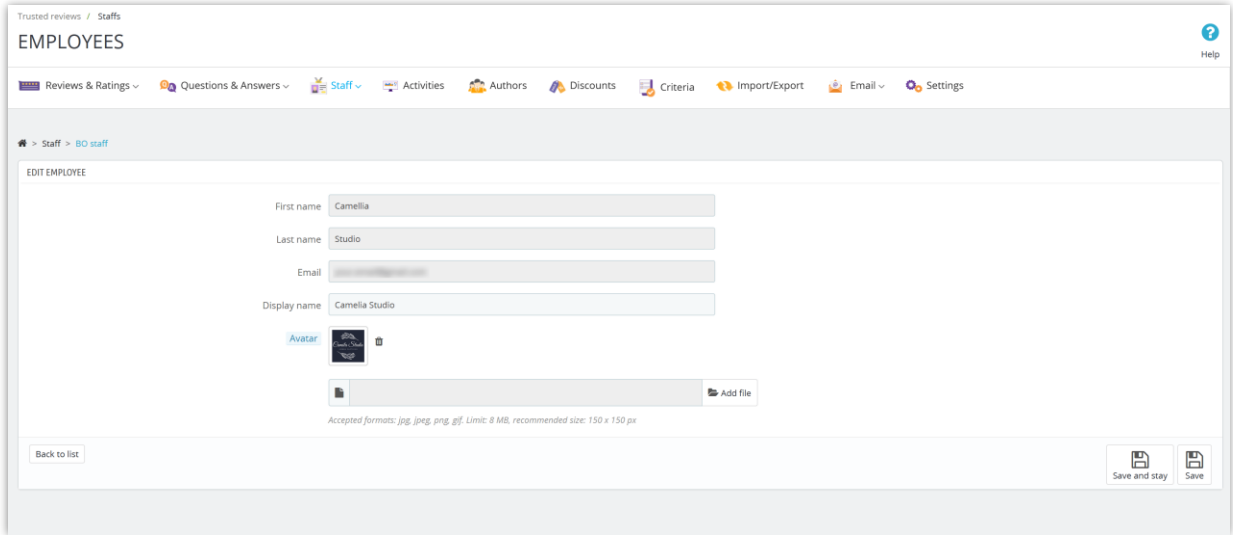 Trusted reviews / Staffs
EMPLOYEES
Help
Reviews & Ratings Questions & Answers Staff Activities Authors Discounts Criteria Import/Export Email Settings
> Staff > BO staff
EDIT EMPLOYEE
First name Camellia
Last name Studio
Email
Display name Camelia Studio
Avatar
Add file
Accepted formats: jpg, jpeg, png, gif. Limit: 8 MB, recommended size: 150 x 150 px
Back to list
Save and stay Save